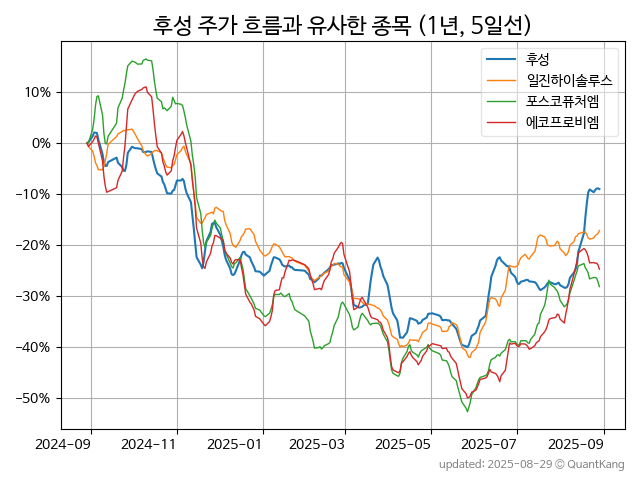 후성 주가 흐름과 유사한 종목 (1년, 5일선)
후성
일진하이솔루스
포스코퓨처엠
에코프로비엠
10%
0%
−10%
−20%
−30%
−40%
−50%
2024-09 2024-11 2025-01 2025-03 2025-05 2025-07 2025-09
updated: 2025-08-29 © QuantKang